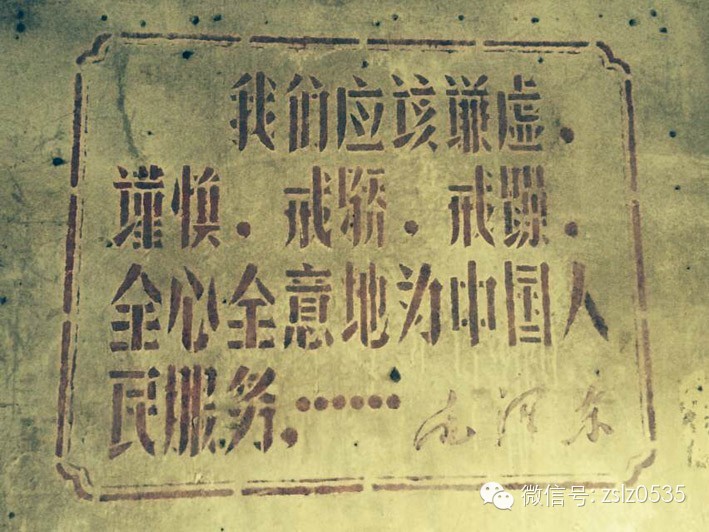 我们应该谦虚、
谨慎、戒骄、戒躁、
全心全意地为中国人
民服务,……
毛泽东
微信号: zslz0535